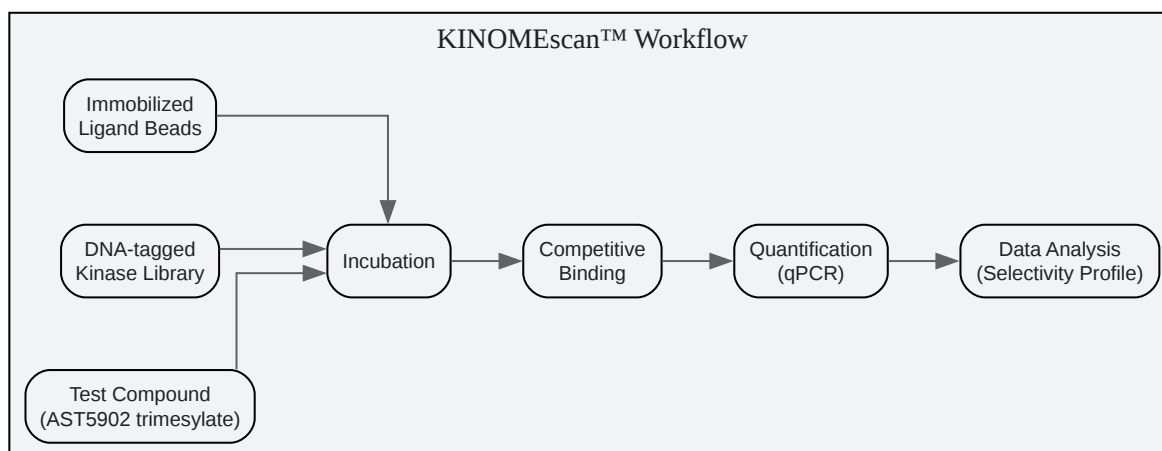 KINOMEscan™ Workflow
Immobilized
Ligand Beads
DNA-tagged
Kinase Library
Test Compound
(AST5902 trimesylate)
Incubation
Competitive
Binding
Quantification
(qPCR)
Data Analysis
(Selectivity Profile)